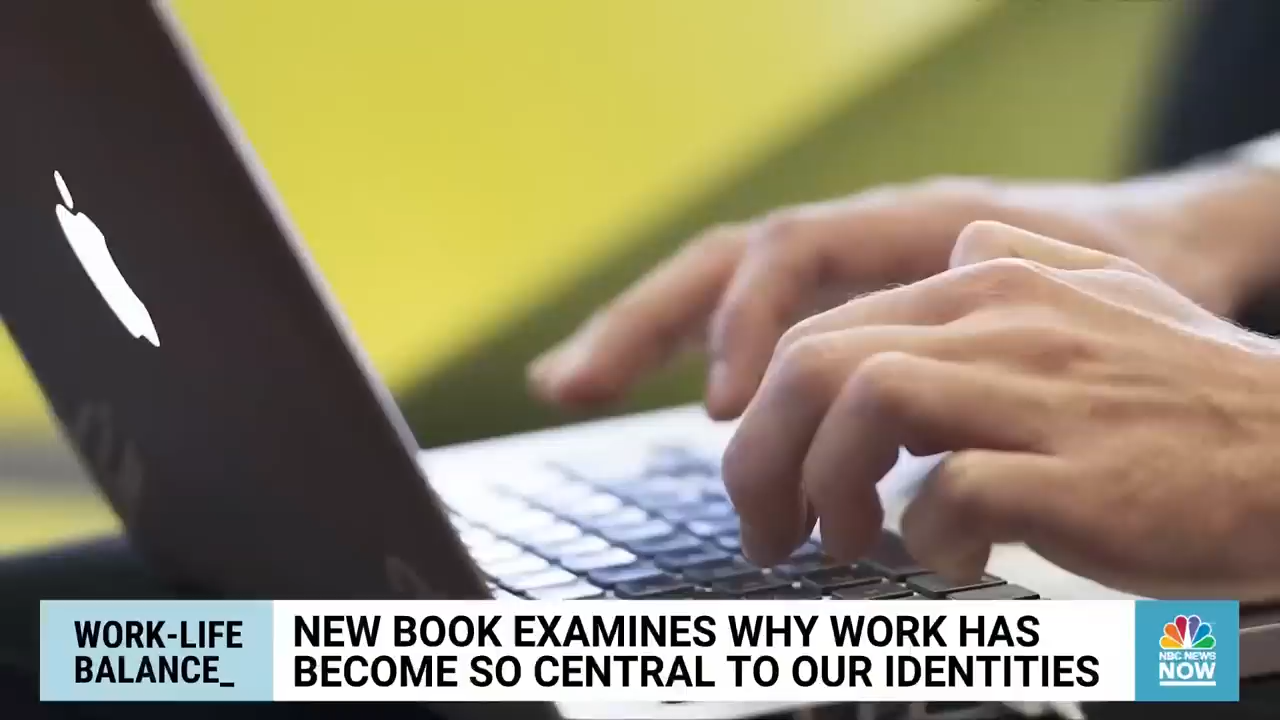 WORK-LIFE
BALANCE_
NEW BOOK EXAMINES WHY WORK HAS
BECOME SO CENTRAL TO OUR IDENTITIES
NBC NEWS
NOW